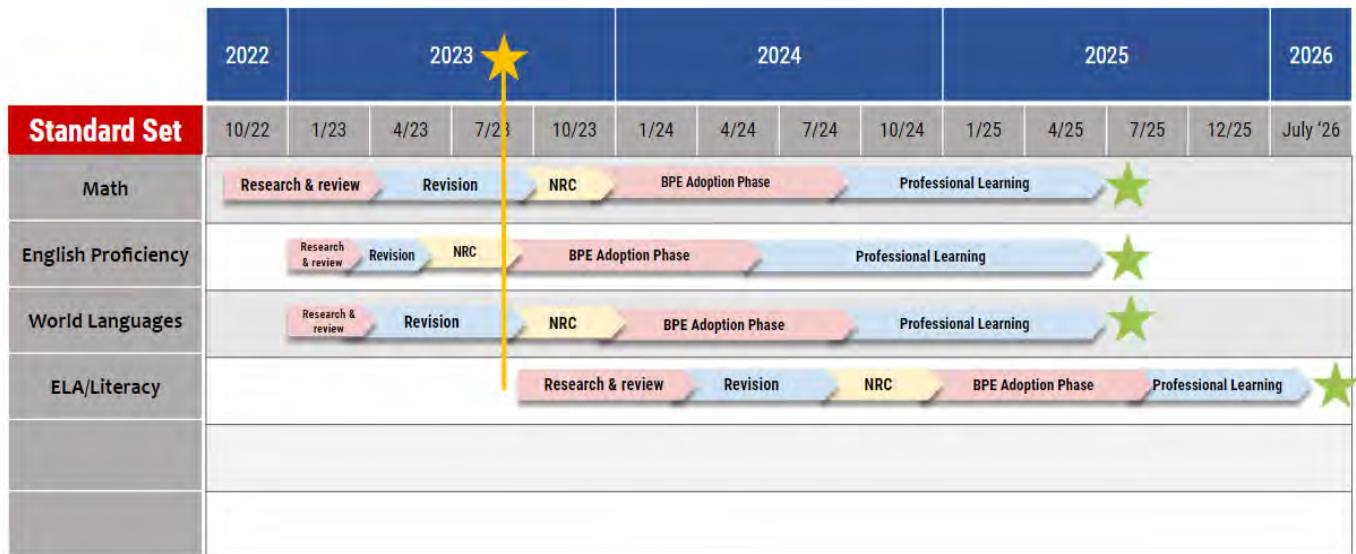 2022 2023 2024 2025 2026
Standard Set 10/22 1/23 4/23 7/23 10/23 1/24 4/24 7/24 10/24 1/25 4/25 7/25 12/25 July ‘26
Math Research & review Revision NRC BPE Adoption Phase Professional Learning
English Proficiency Research
& review Revision NRC BPE Adoption Phase Professional Learning
World Languages Research &
review Revision NRC BPE Adoption Phase Professional Learning
ELA/Literacy Research & review Revision NRC BPE Adoption Phase Professional Learning